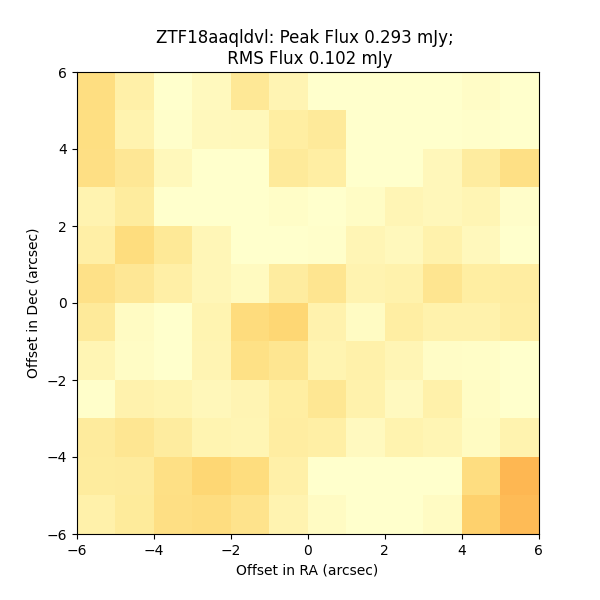 ZTF18aaqldvl: Peak Flux 0.293 mJy;
RMS Flux 0.102 mJy
6
4
2
0
−2
−4
−6
Offset in Dec (arcsec)
−6 −4 −2 0 2 4 6
Offset in RA (arcsec)